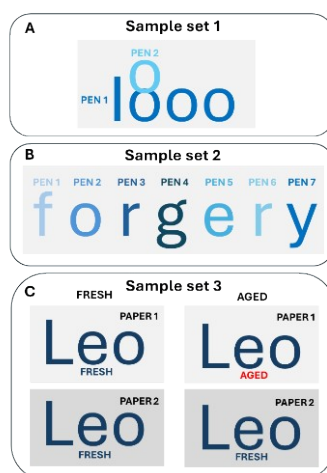 A Sample set 1
PEN 2
8
PEN 1 looo
B Sample set 2
PEN 1 PEN 2 PEN 3 PEN 4 PEN 5 PEN 6 PEN 7
forgery
C Sample set 3
FRESH AGED
PAPER 1 PAPER 1
Leo Leo
FRESH AGED
PAPER 2 PAPER 2
Leo Leo
FRESH FRESH